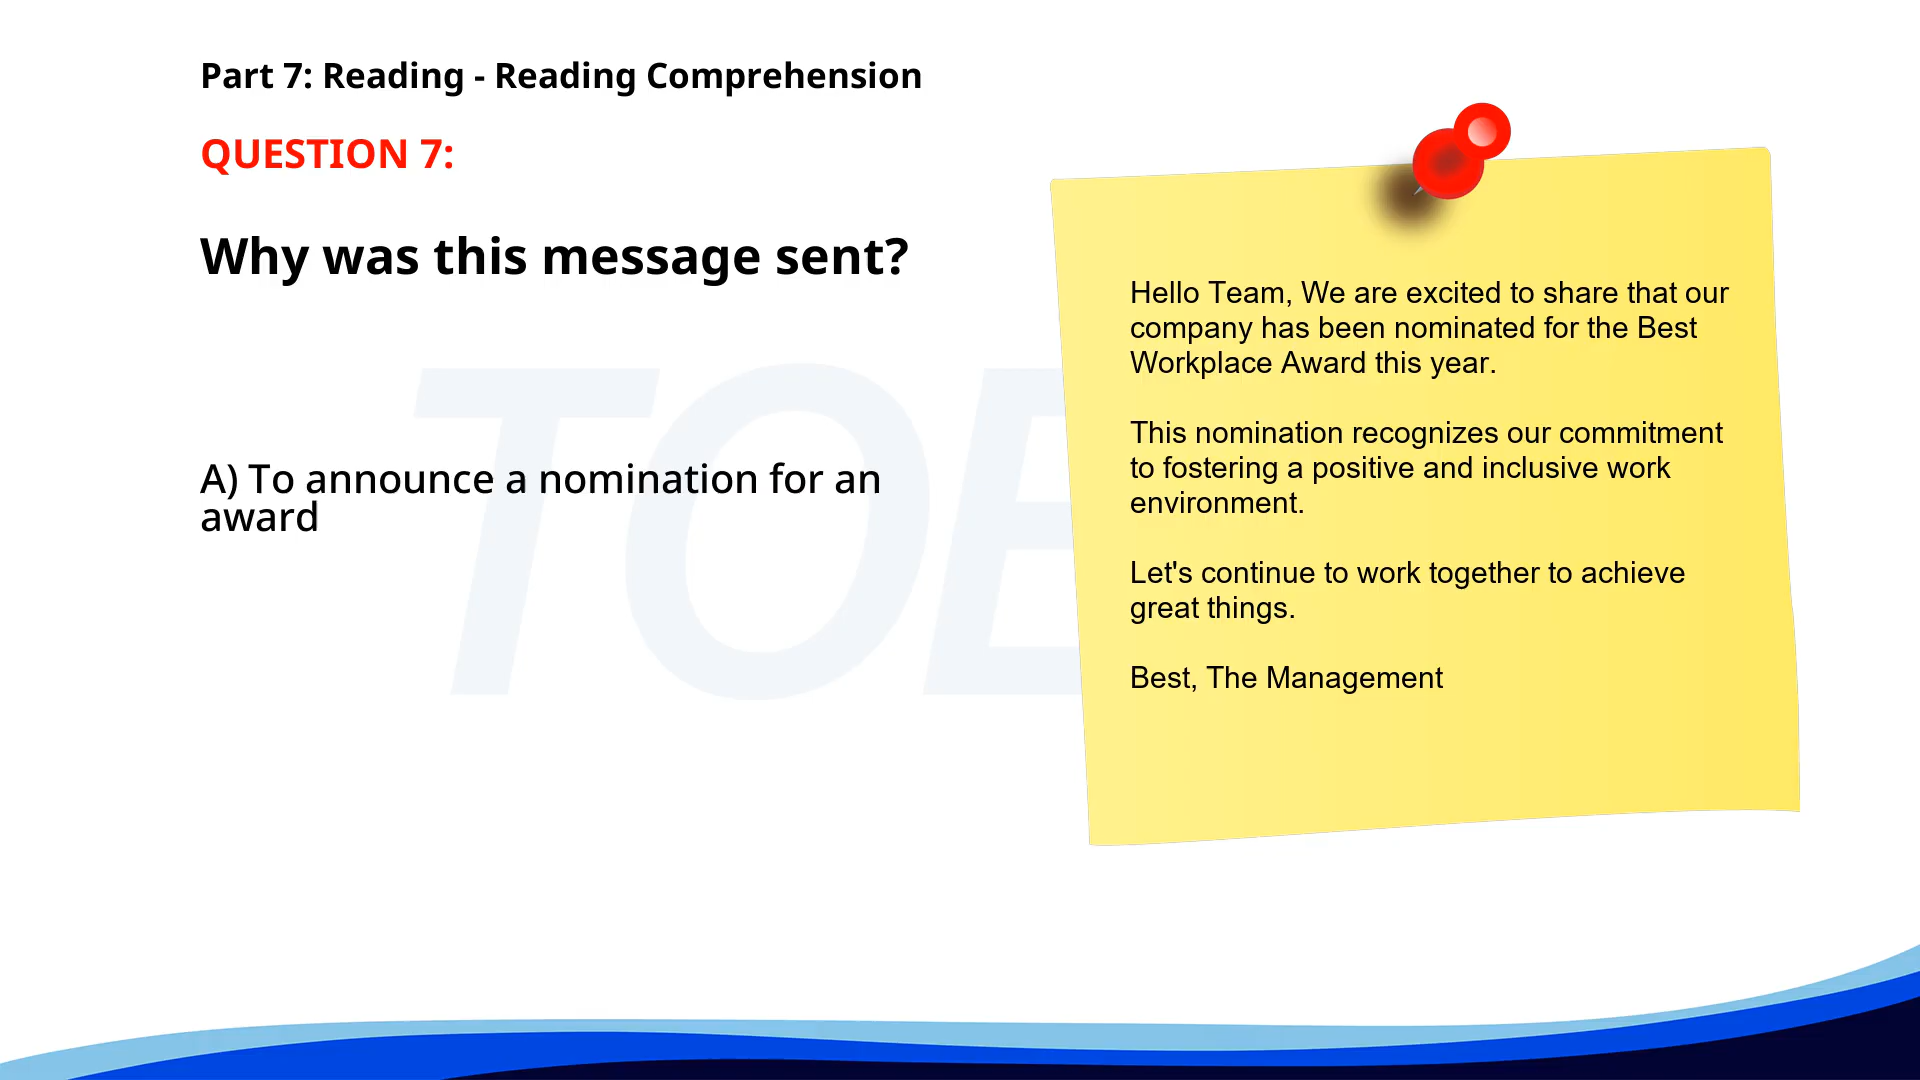 Part 7: Reading - Reading Comprehension
QUESTION 7:
Why was this message sent?
A) To announce a nomination for an
award
Hello Team, We are excited to share that our
company has been nominated for the Best
Workplace Award this year.
This nomination recognizes our commitment
to fostering a positive and inclusive work
environment.
Let's continue to work together to achieve
great things.
Best, The Management